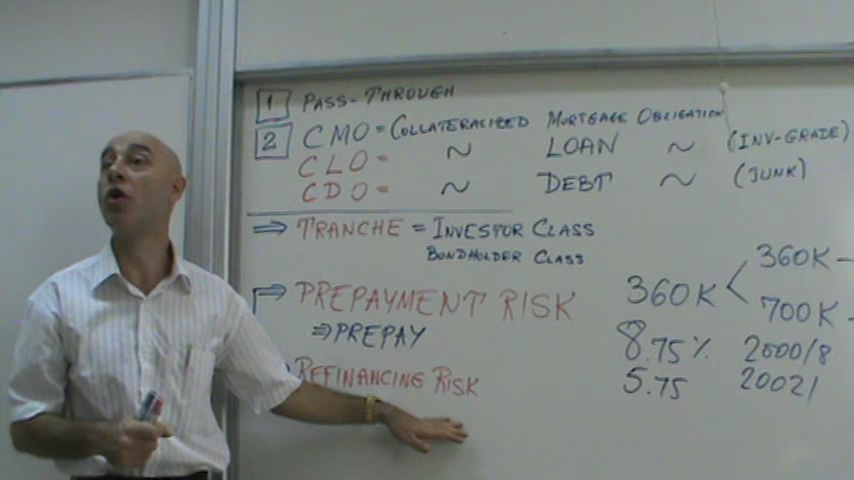 1 PASS-THROUGH
2 CMO = COLLATERALIZED MORTGAGE OBLIGATION
CLO = ~ LOAN ~ (INV-GRADE)
CDO = ~ DEBT ~ (JUNK)
⇒ TRANCHE = INVESTOR CLASS
BONDHOLDER CLASS
⇒ PREPAYMENT RISK
⇒ PREPAY
REFINANCING RISK
360K < 360K -
700K -
8.75% 2000/8
5.75 2002/